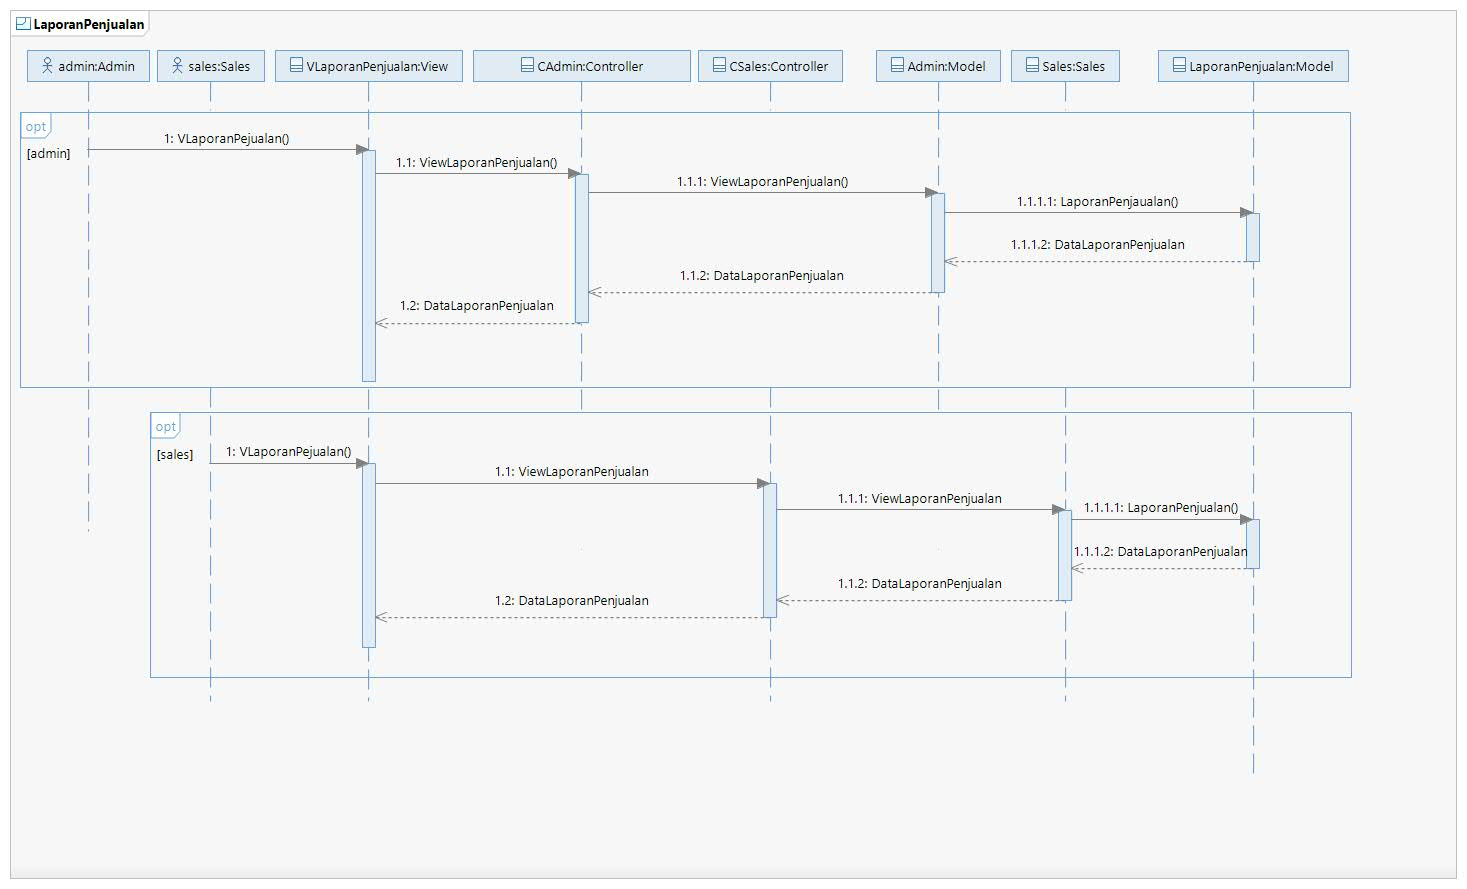 LaporanPenjualan
admin:Admin
sales:Sales
VLaporanPenjualan:View
CAdmin:Controller
CSales:Controller
Admin:Model
Sales:Sales
LaporanPenjualan:Model
opt
[admin]
1: VLaporanPejualan()
1.1: ViewLaporanPenjualan()
1.1.1: ViewLaporanPenjualan()
1.1.1.1: LaporanPenjaualan()
1.1.1.2: DataLaporanPenjualan
1.1.2: DataLaporanPenjualan
1.2: DataLaporanPenjualan
opt
[sales]
1: VLaporanPejualan()
1.1: ViewLaporanPenjualan
1.1.1: ViewLaporanPenjualan
1.1.1.1: LaporanPenjualan()
1.1.1.2: DataLaporanPenjualan
1.1.2: DataLaporanPenjualan
1.2: DataLaporanPenjualan